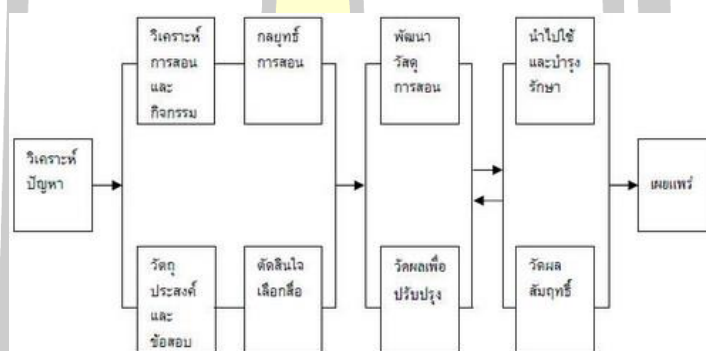 วิเคราะห์
การสอน
และ
กิจกรรม
กลยุทธ์
การสอน
พัฒนา
วัสดุ
การสอน
นำไปใช้
และบำรุง
รักษา
วิเคราะห์
ปัญหา
เผยแพร่
วัตถุ
ประสงค์
และ
ข้อสอบ
ตัดสินใจ
เลือกสื่อ
วัดผลเพื่อ
ปรับปรุง
วัดผล
สัมฤทธิ์